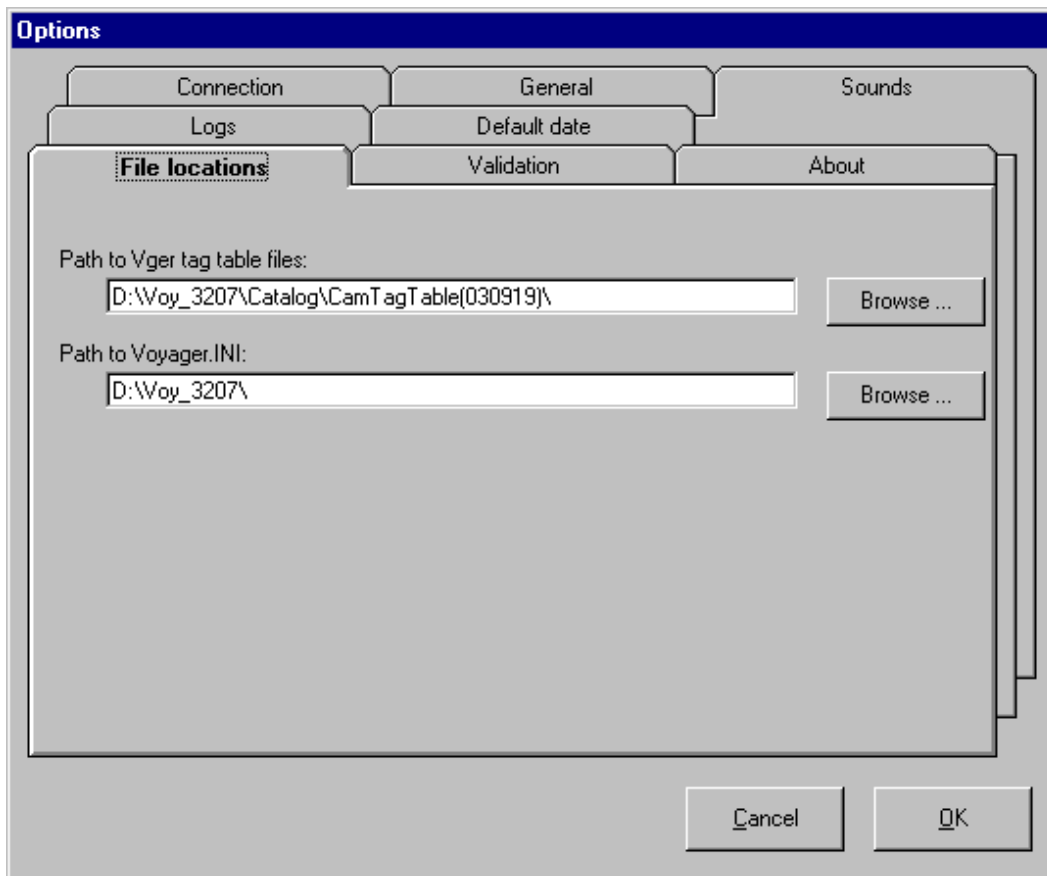 Options
Connection General Sounds
Logs Default date
File locations Validation About
Path to Vger tag table files:
D:\Voy_3207\Catalog\CamTagTable(030919)\
Browse ...
Path to Voyager.INI:
D:\Voy_3207\
Browse ...
Cancel OK